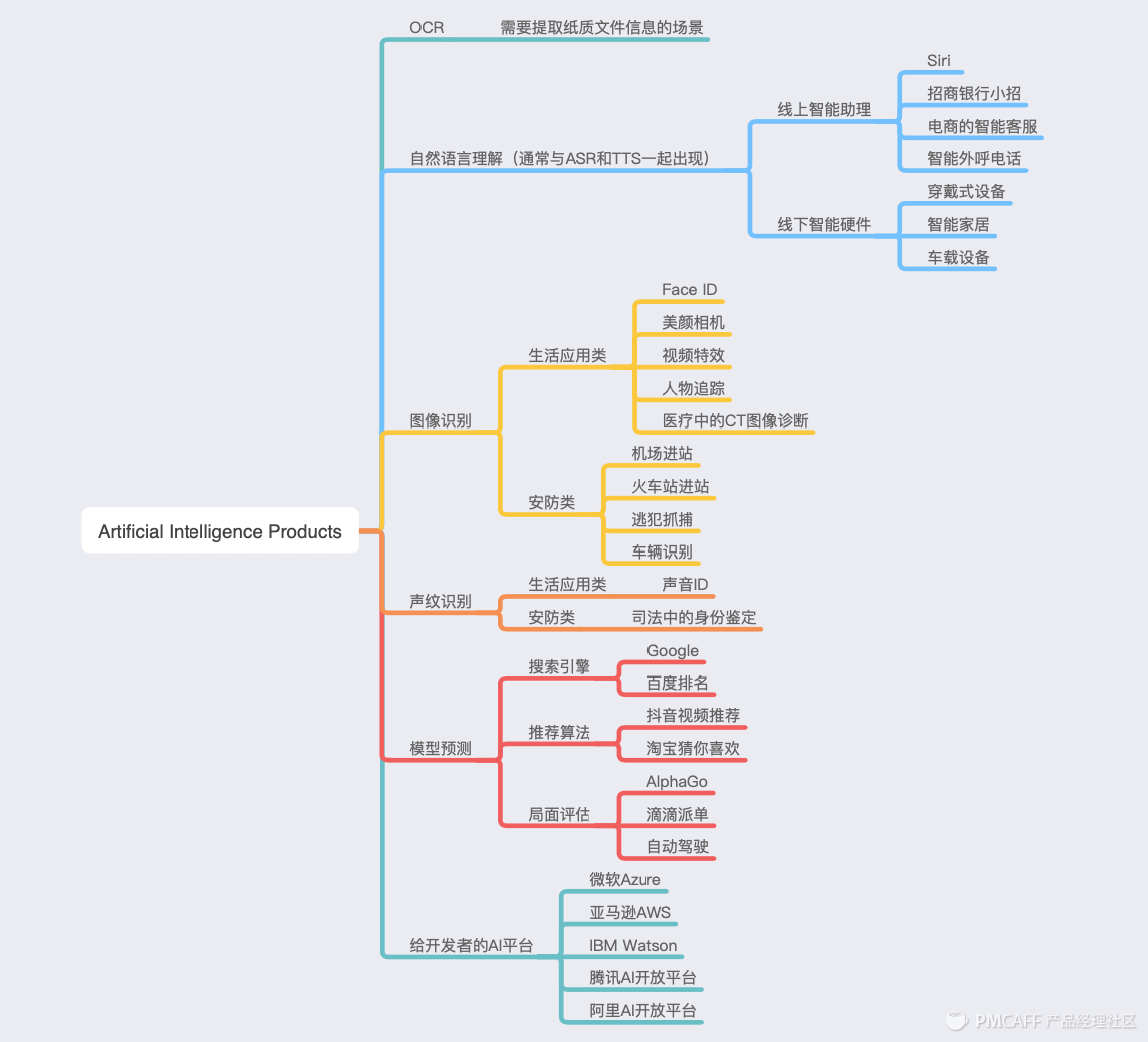 OCR
需要提取纸质文件信息的场景
自然语言理解（通常与ASR和TTS一起出现）
线上智能助理
Siri
招商银行小招
电商的智能客服
智能外呼电话
线下智能硬件
穿戴式设备
智能家居
车载设备
图像识别
生活应用类
Face ID
美颜相机
视频特效
人物追踪
医疗中的CT图像诊断
安防类
机场进站
火车站进站
逃犯抓捕
车辆识别
Artificial Intelligence Products
声纹识别
生活应用类
声音ID
安防类
司法中的身份鉴定
模型预测
搜索引擎
Google
百度排名
推荐算法
抖音视频推荐
淘宝猜你喜欢
局面评估
AlphaGo
滴滴派单
自动驾驶
给开发者的AI平台
微软Azure
亚马逊AWS
IBM Watson
腾讯AI开放平台
阿里AI开放平台
PMCAFF 产品经理社区